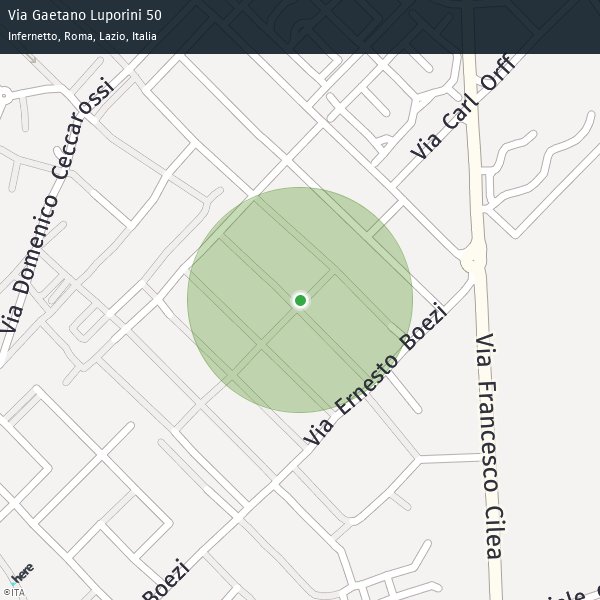 Via Gaetano Luporini 50
Infernetto, Roma, Lazio, Italia
Via Carl Orff
Via Domenico Ceccarossi
Via Ernesto Boezi
Via Francesco Cilea
Boezi
here
©ITA